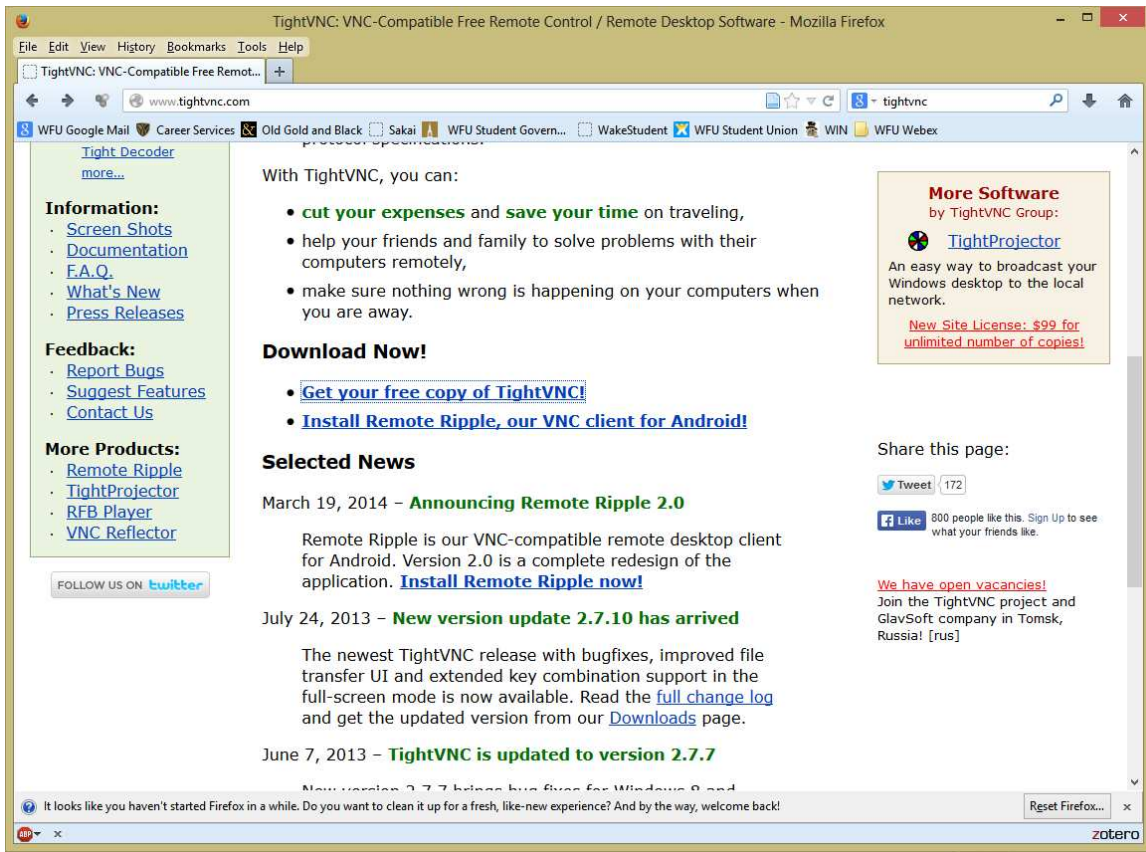 TightVNC: VNC-Compatible Free Remote Control / Remote Desktop Software - Mozilla Firefox
File Edit View History Bookmarks Tools Help
TightVNC: VNC-Compatible Free Remot...
www.tightvnc.com
tightvnc
WFU Google Mail Career Services Old Gold and Black Sakai WFU Student Govern... WakeStudent WFU Student Union WIN WFU Webex
Tight Decoder
more...
Information:
· Screen Shots
· Documentation
· F.A.Q.
· What's New
· Press Releases
Feedback:
· Report Bugs
· Suggest Features
· Contact Us
More Products:
· Remote Ripple
· TightProjector
· RFB Player
· VNC Reflector
FOLLOW US ON twitter
protocol specifications.
With TightVNC, you can:
• cut your expenses and save your time on traveling,
• help your friends and family to solve problems with their
computers remotely,
• make sure nothing wrong is happening on your computers when
you are away.
Download Now!
• Get your free copy of TightVNC!
• Install Remote Ripple, our VNC client for Android!
Selected News
March 19, 2014 – Announcing Remote Ripple 2.0
Remote Ripple is our VNC-compatible remote desktop client
for Android. Version 2.0 is a complete redesign of the
application. Install Remote Ripple now!
July 24, 2013 – New version update 2.7.10 has arrived
The newest TightVNC release with bugfixes, improved file
transfer UI and extended key combination support in the
full-screen mode is now available. Read the full change log
and get the updated version from our Downloads page.
June 7, 2013 – TightVNC is updated to version 2.7.7
New version 2.7.7 brings bug fixes for Windows 8 and
More Software
by TightVNC Group:
TightProjector
An easy way to broadcast your
Windows desktop to the local
network.
New Site License: $99 for
unlimited number of copies!
Share this page:
Tweet 172
Like 800 people like this. Sign Up to see
what your friends like.
We have open vacancies!
Join the TightVNC project and
GlavSoft company in Tomsk,
Russia! [rus]
It looks like you haven't started Firefox in a while. Do you want to clean it up for a fresh, like-new experience? And by the way, welcome back!
Reset Firefox...
ABP
zotero